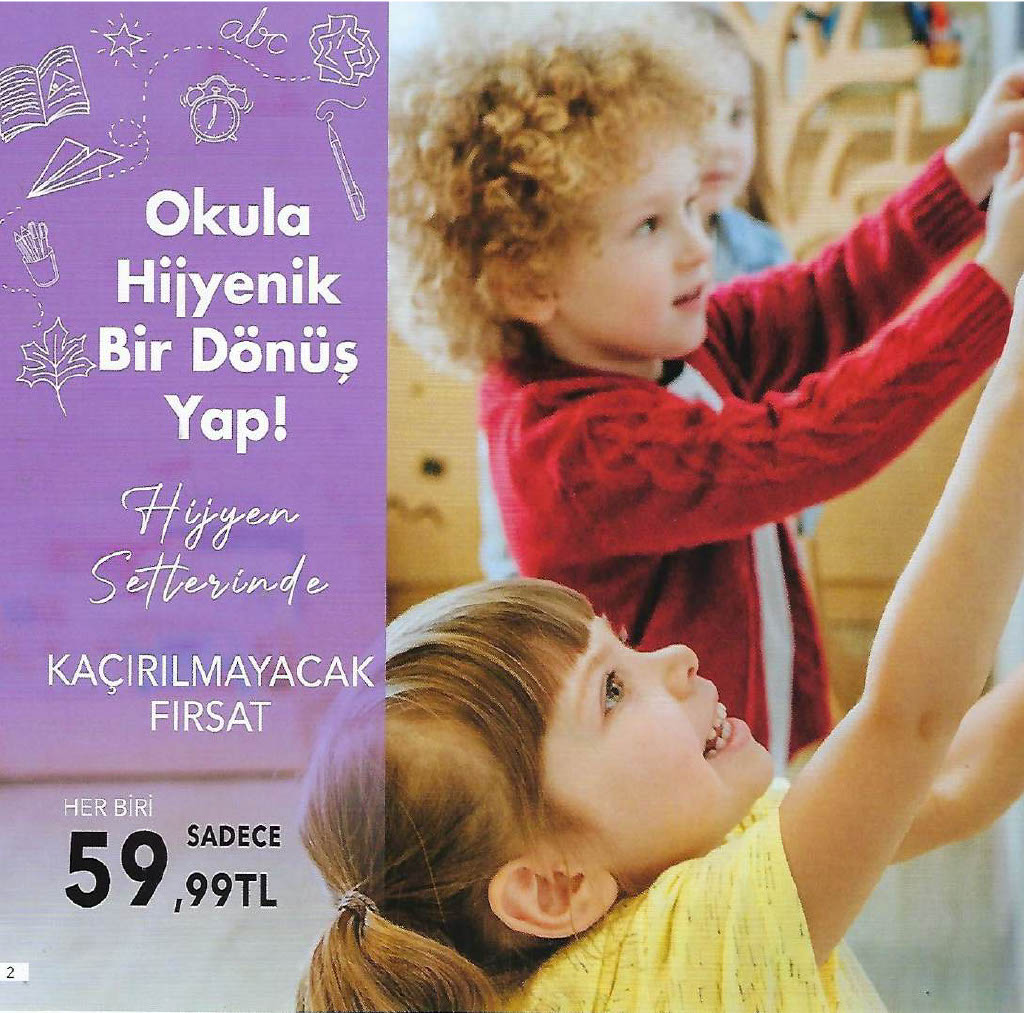 abc
Okula
Hijyenik
Bir Dönüş
Yap!
Hijyen
Setlerinde
KAÇIRILMAYACAK
FIRSAT
HER BİRİ
SADECE
59,99TL
2